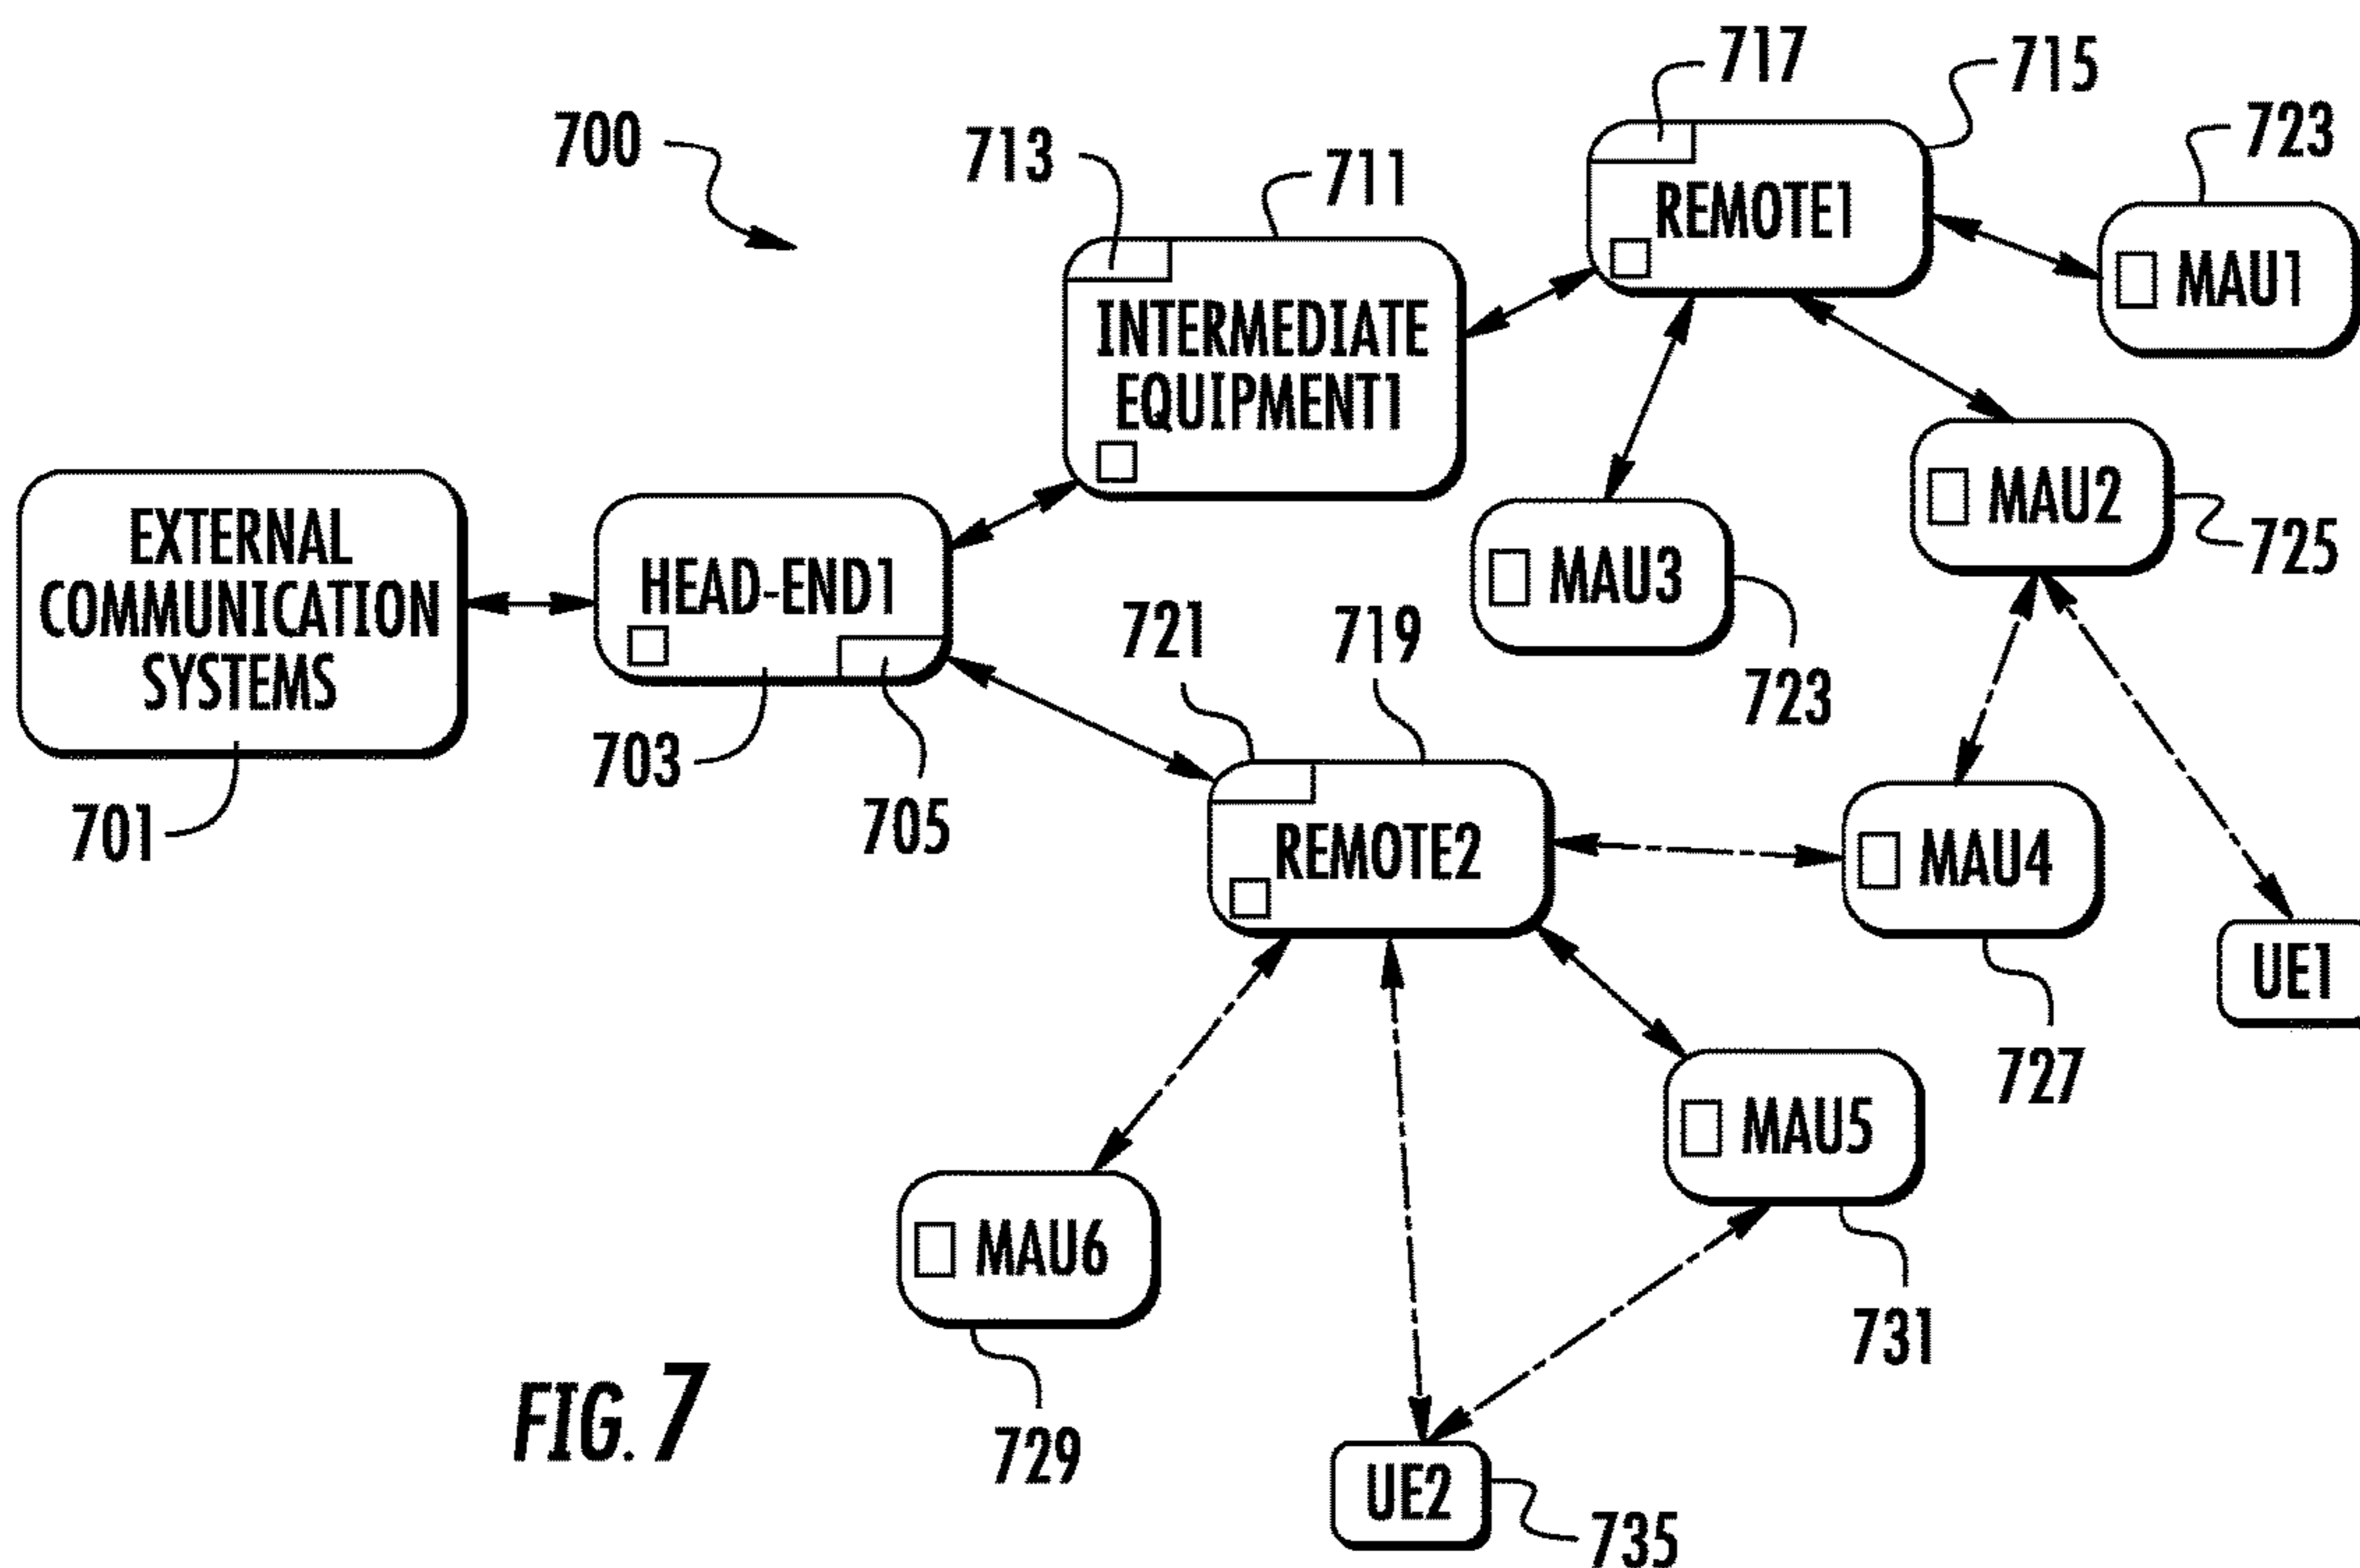 717
715
700
713
711
723
REMOTE1
MAU1
INTERMEDIATE
EQUIPMENT1
MAU2
725
EXTERNAL
COMMUNICATION
SYSTEMS
HEAD-END1
MAU3
721
719
723
703
705
701
REMOTE2
MAU4
UE1
727
MAU5
MAU6
731
729
UE2
735
FIG. 7